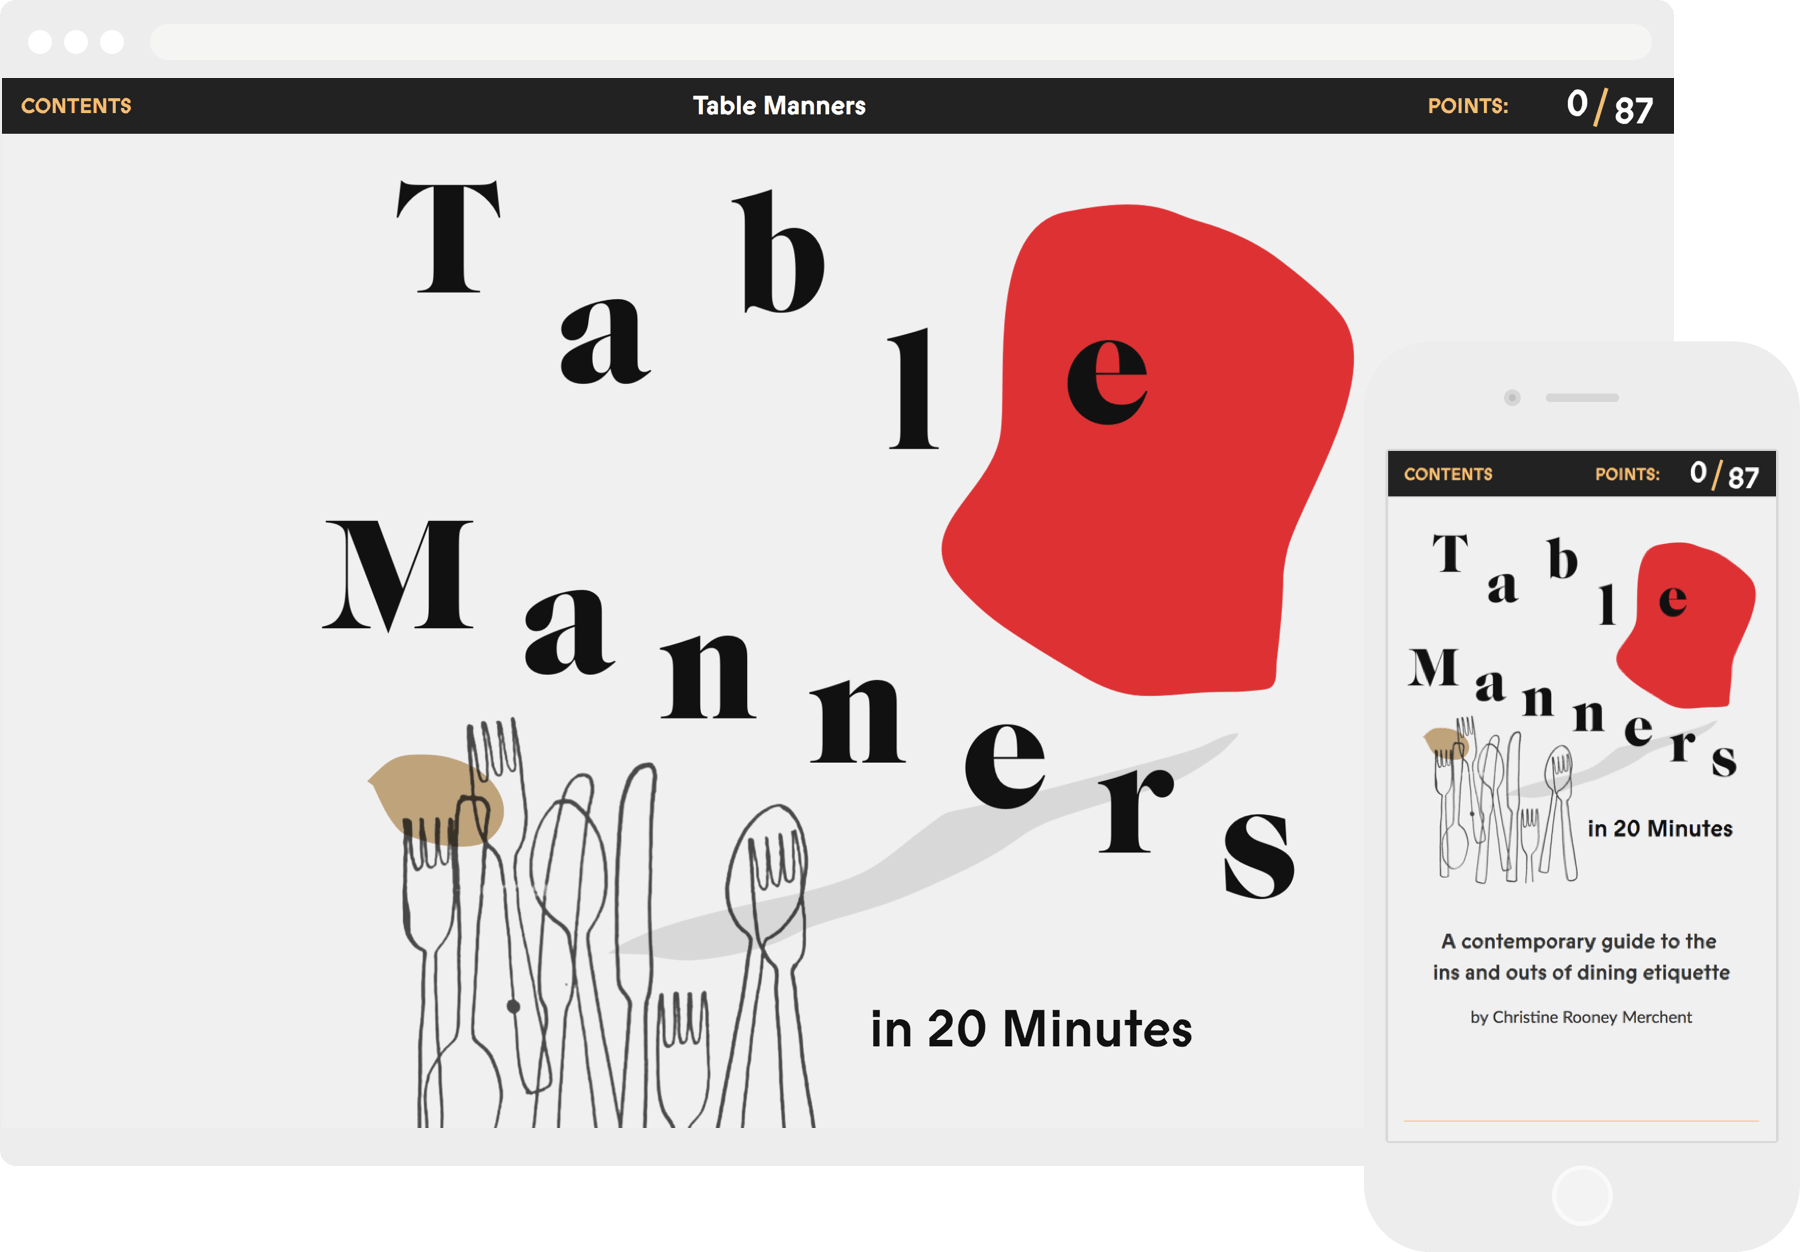 CONTENTS
Table Manners
POINTS: 0/87
Table
Manners
in 20 Minutes
CONTENTS
POINTS: 0/87
Table
Manners
in 20 Minutes
A contemporary guide to the
ins and outs of dining etiquette
by Christine Rooney Merchent